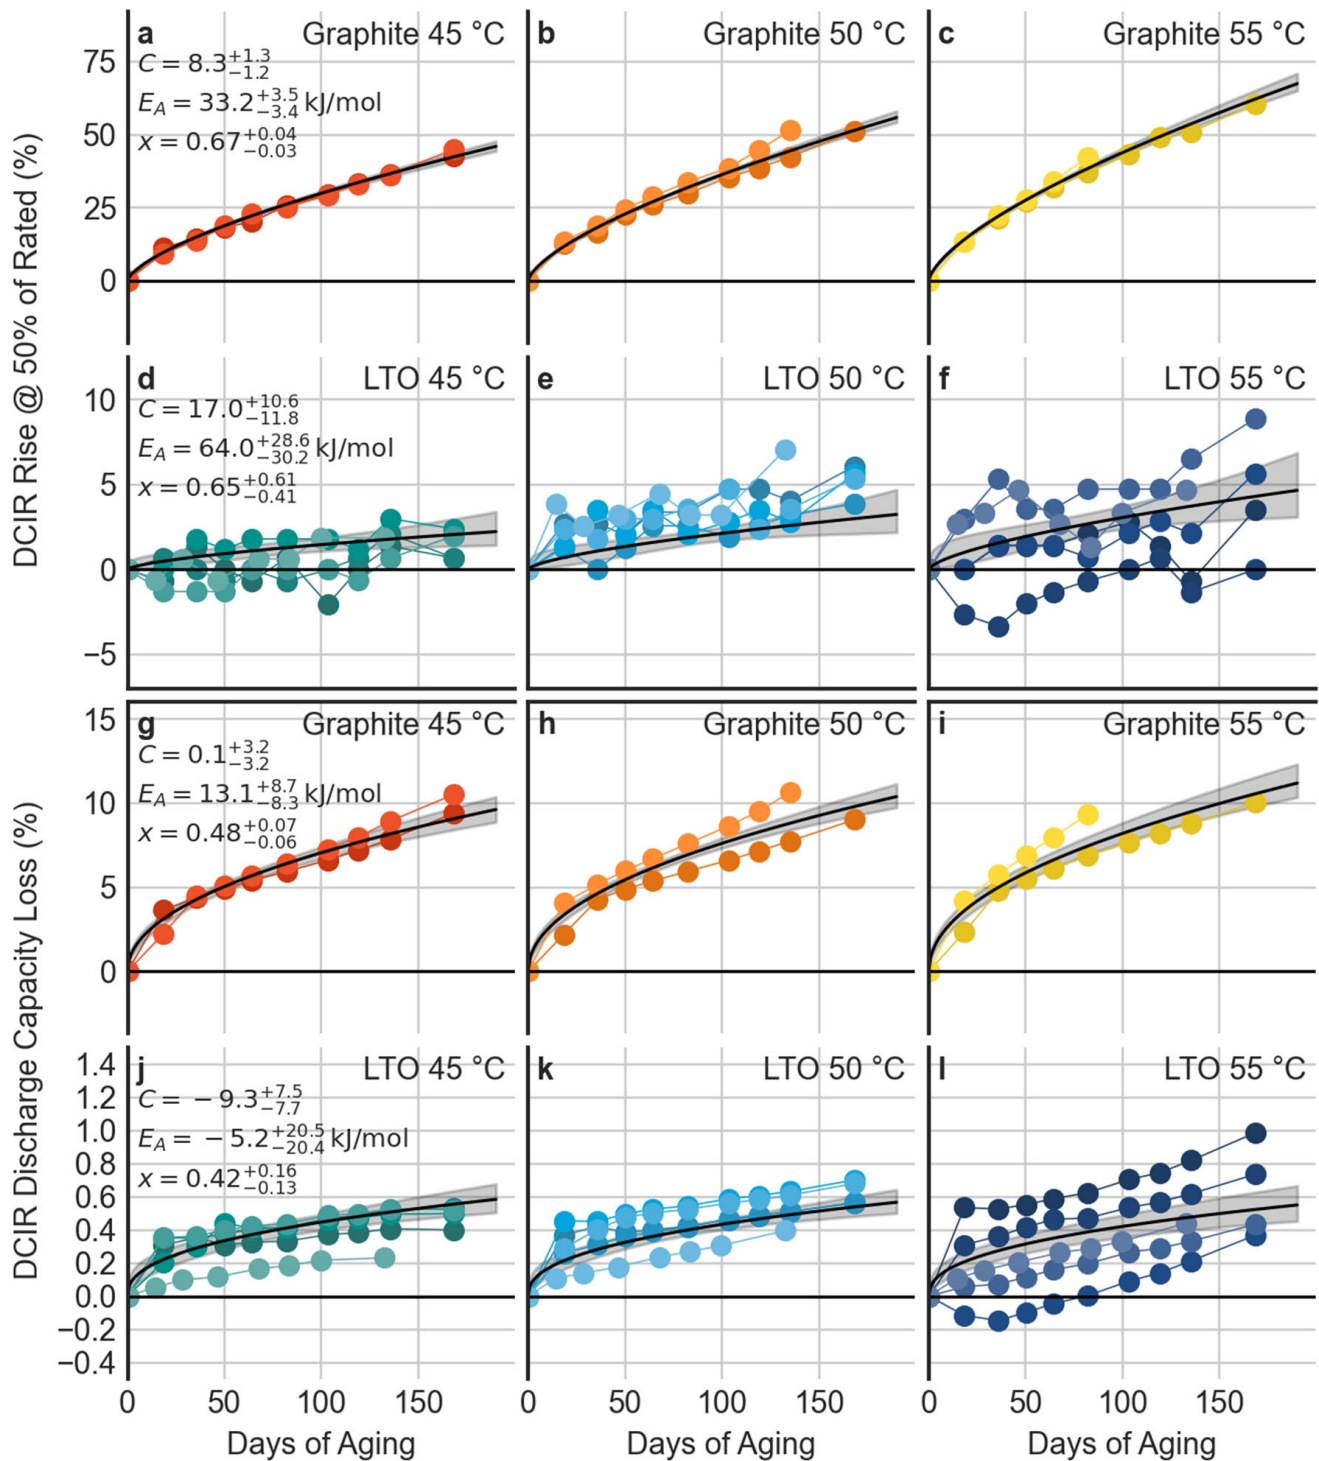 DCIR Rise @ 50% of Rated (%)
a Graphite 45 °C
C = 8.3 +1.3 −1.2
E_A = 33.2 +3.5 −3.4 kJ/mol
x = 0.67 +0.04 −0.03
75
50
25
0
b Graphite 50 °C
c Graphite 55 °C
d LTO 45 °C
C = 17.0 +10.6 −11.8
E_A = 64.0 +28.6 −30.2 kJ/mol
x = 0.65 +0.61 −0.41
10
5
0
−5
e LTO 50 °C
f LTO 55 °C
DCIR Discharge Capacity Loss (%)
g Graphite 45 °C
C = 0.1 +3.2 −3.2
E_A = 13.1 +8.7 −8.3 kJ/mol
x = 0.48 +0.07 −0.06
15
10
5
0
h Graphite 50 °C
i Graphite 55 °C
j LTO 45 °C
C = −9.3 +7.5 −7.7
E_A = −5.2 +20.5 −20.4 kJ/mol
x = 0.42 +0.16 −0.13
1.4
1.2
1.0
0.8
0.6
0.4
0.2
0.0
−0.2
−0.4
k LTO 50 °C
l LTO 55 °C
0 50 100 150
0 50 100 150
0 50 100 150
Days of Aging
Days of Aging
Days of Aging